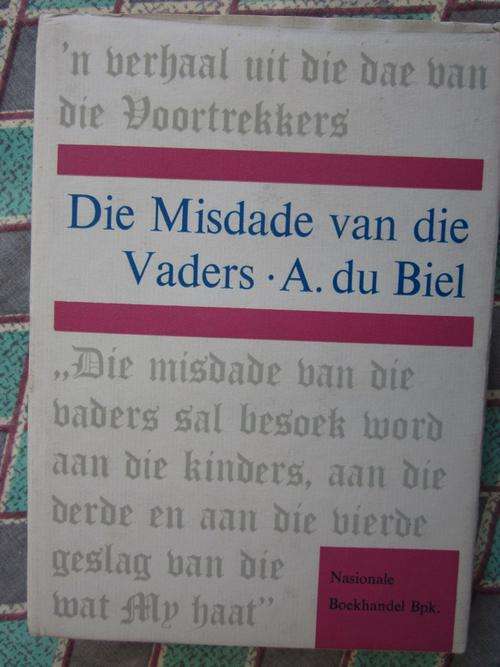 'n verhaal uit die dae van
die Voortrekkers
Die Misdade van die
Vaders · A. du Biel
„Die misdade van die
vaders sal besoek word
aan die kinders, aan die
derde en aan die vierde
geslag van die
wat My haat”
Nasionale
Boekhandel Bpk.